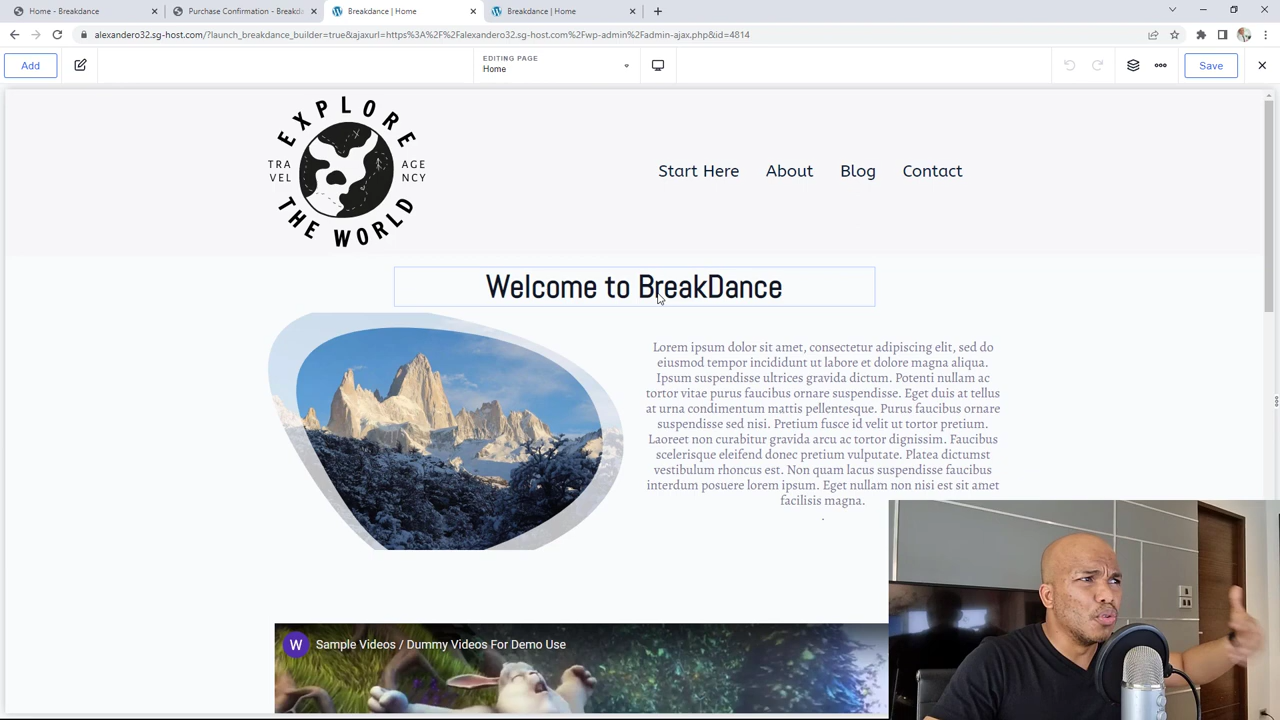 Home - Breakdance
Purchase Confirmation - Breakda
Breakdance | Home
Breakdance | Home
alexandero32.sg-host.com/?launch_breakdance_builder=true&ajaxurl=https%3A%2F%2Falexandero32.sg-host.com%2Fwp-admin%2Fadmin-ajax.php&id=4814
Add
EDITING PAGE
Home
Save
EXPLORE
TRA
VEL
AGE
NCY
THE WORLD
Start Here
About
Blog
Contact
Welcome to BreakDance
Lorem ipsum dolor sit amet, consectetur adipiscing elit, sed do
eiusmod tempor incididunt ut labore et dolore magna aliqua.
Ipsum suspendisse ultrices gravida dictum. Potenti nullam ac
tortor vitae purus faucibus ornare suspendisse. Eget duis at tellus
at urna condimentum mattis pellentesque. Purus faucibus ornare
suspendisse sed nisi. Pretium fusce id velit ut tortor pretium.
Laoreet non curabitur gravida arcu ac tortor dignissim. Faucibus
scelerisque eleifend donec pretium vulputate. Platea dictumst
vestibulum rhoncus est. Non quam lacus suspendisse faucibus
interdum posuere lorem ipsum. Eget nullam non nisi est sit amet
facilisis magna.
.
W
Sample Videos / Dummy Videos For Demo Use